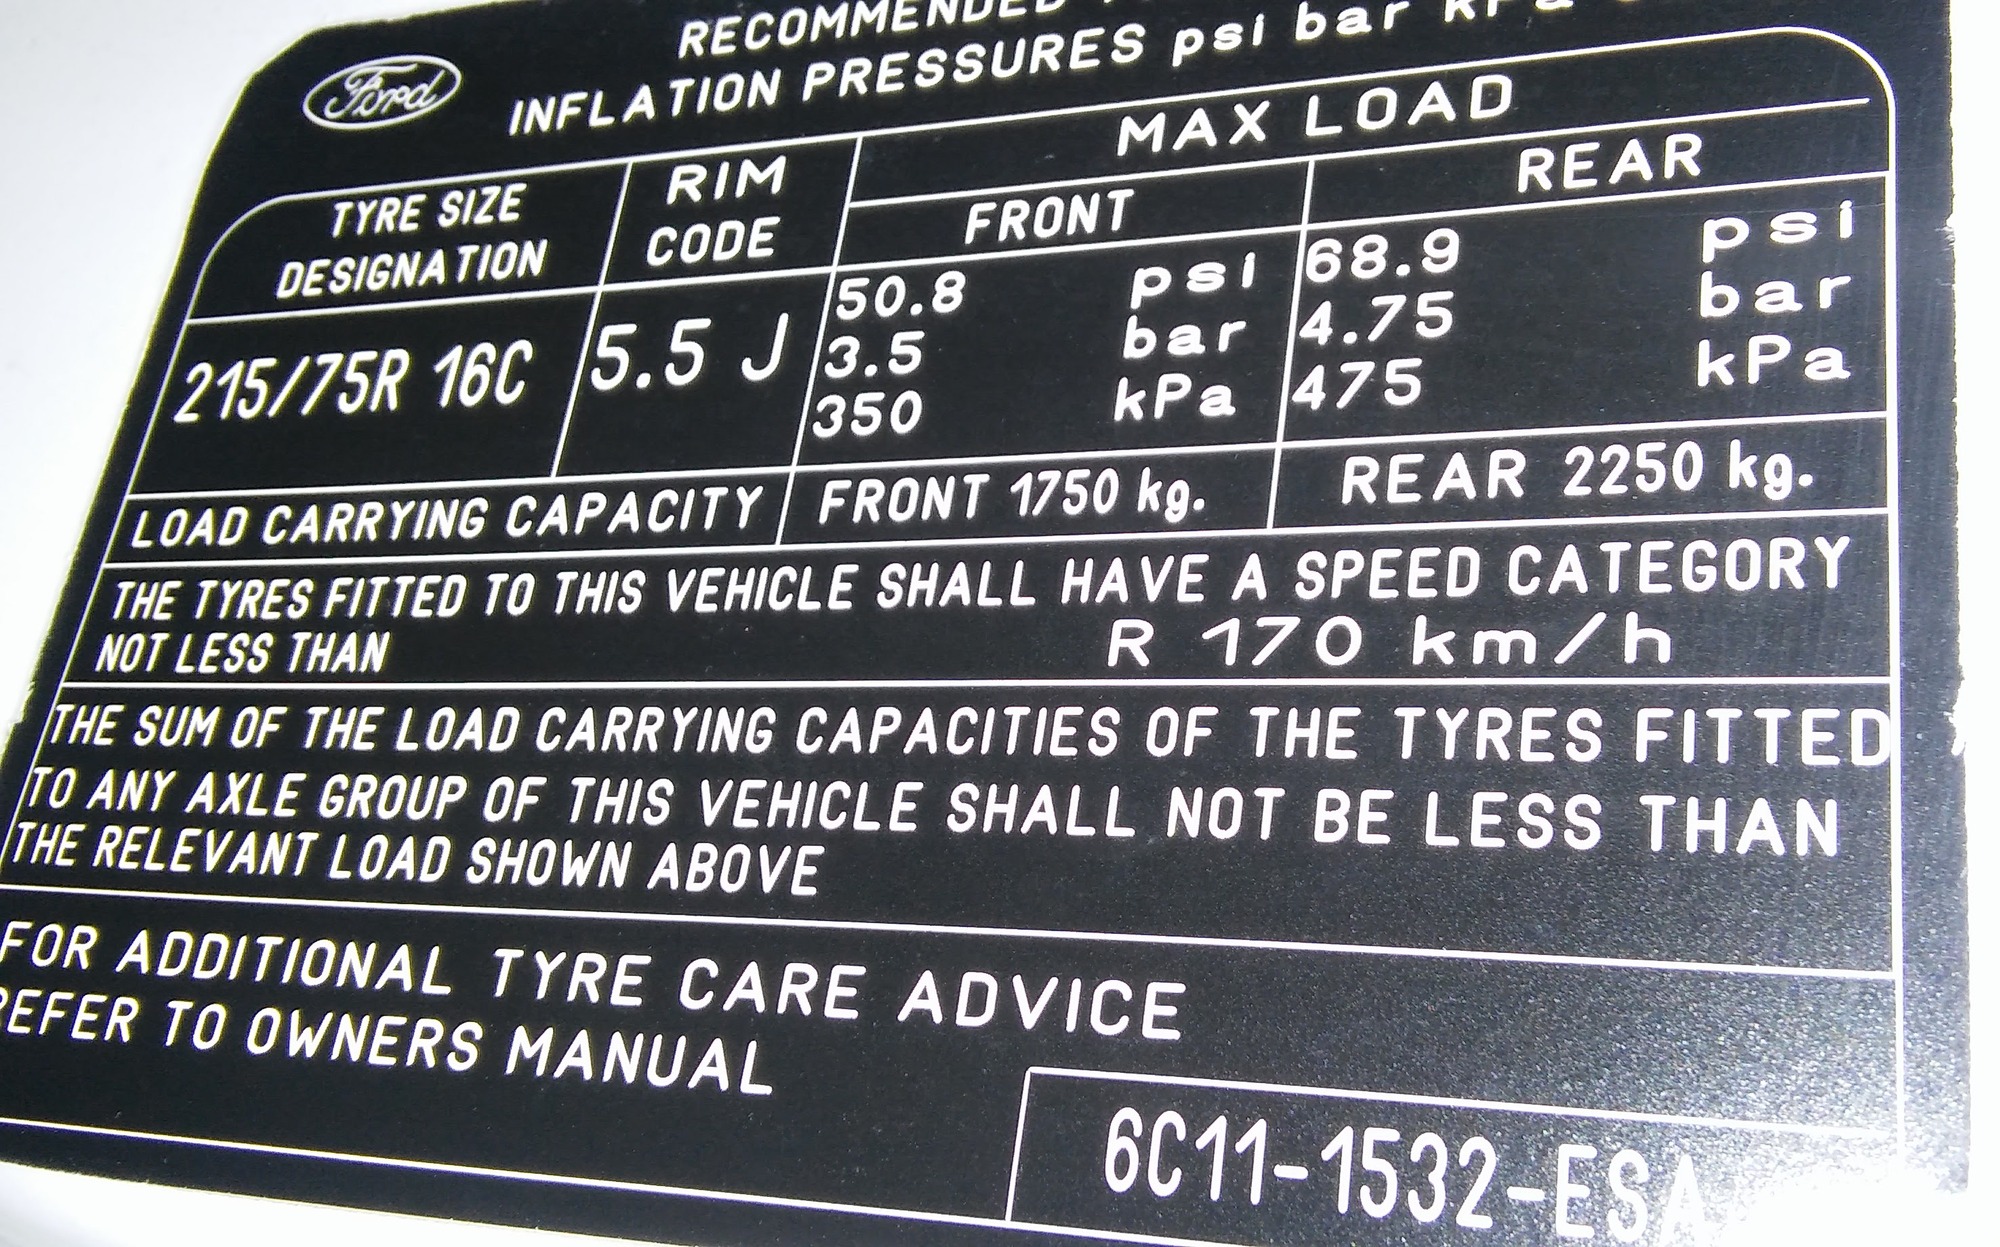 Ford
RECOMMENDED
INFLATION PRESSURES psi bar kPa
MAX LOAD
TYRE SIZE DESIGNATION
RIM CODE
FRONT
REAR
215/75R 16C
5.5 J
50.8 psi
3.5 bar
350 kPa
68.9 psi
4.75 bar
475 kPa
LOAD CARRYING CAPACITY FRONT 1750 kg. REAR 2250 kg.
THE TYRES FITTED TO THIS VEHICLE SHALL HAVE A SPEED CATEGORY
NOT LESS THAN R 170 km/h
THE SUM OF THE LOAD CARRYING CAPACITIES OF THE TYRES FITTED
TO ANY AXLE GROUP OF THIS VEHICLE SHALL NOT BE LESS THAN
THE RELEVANT LOAD SHOWN ABOVE
FOR ADDITIONAL TYRE CARE ADVICE
REFER TO OWNERS MANUAL
6C11-1532-ESA